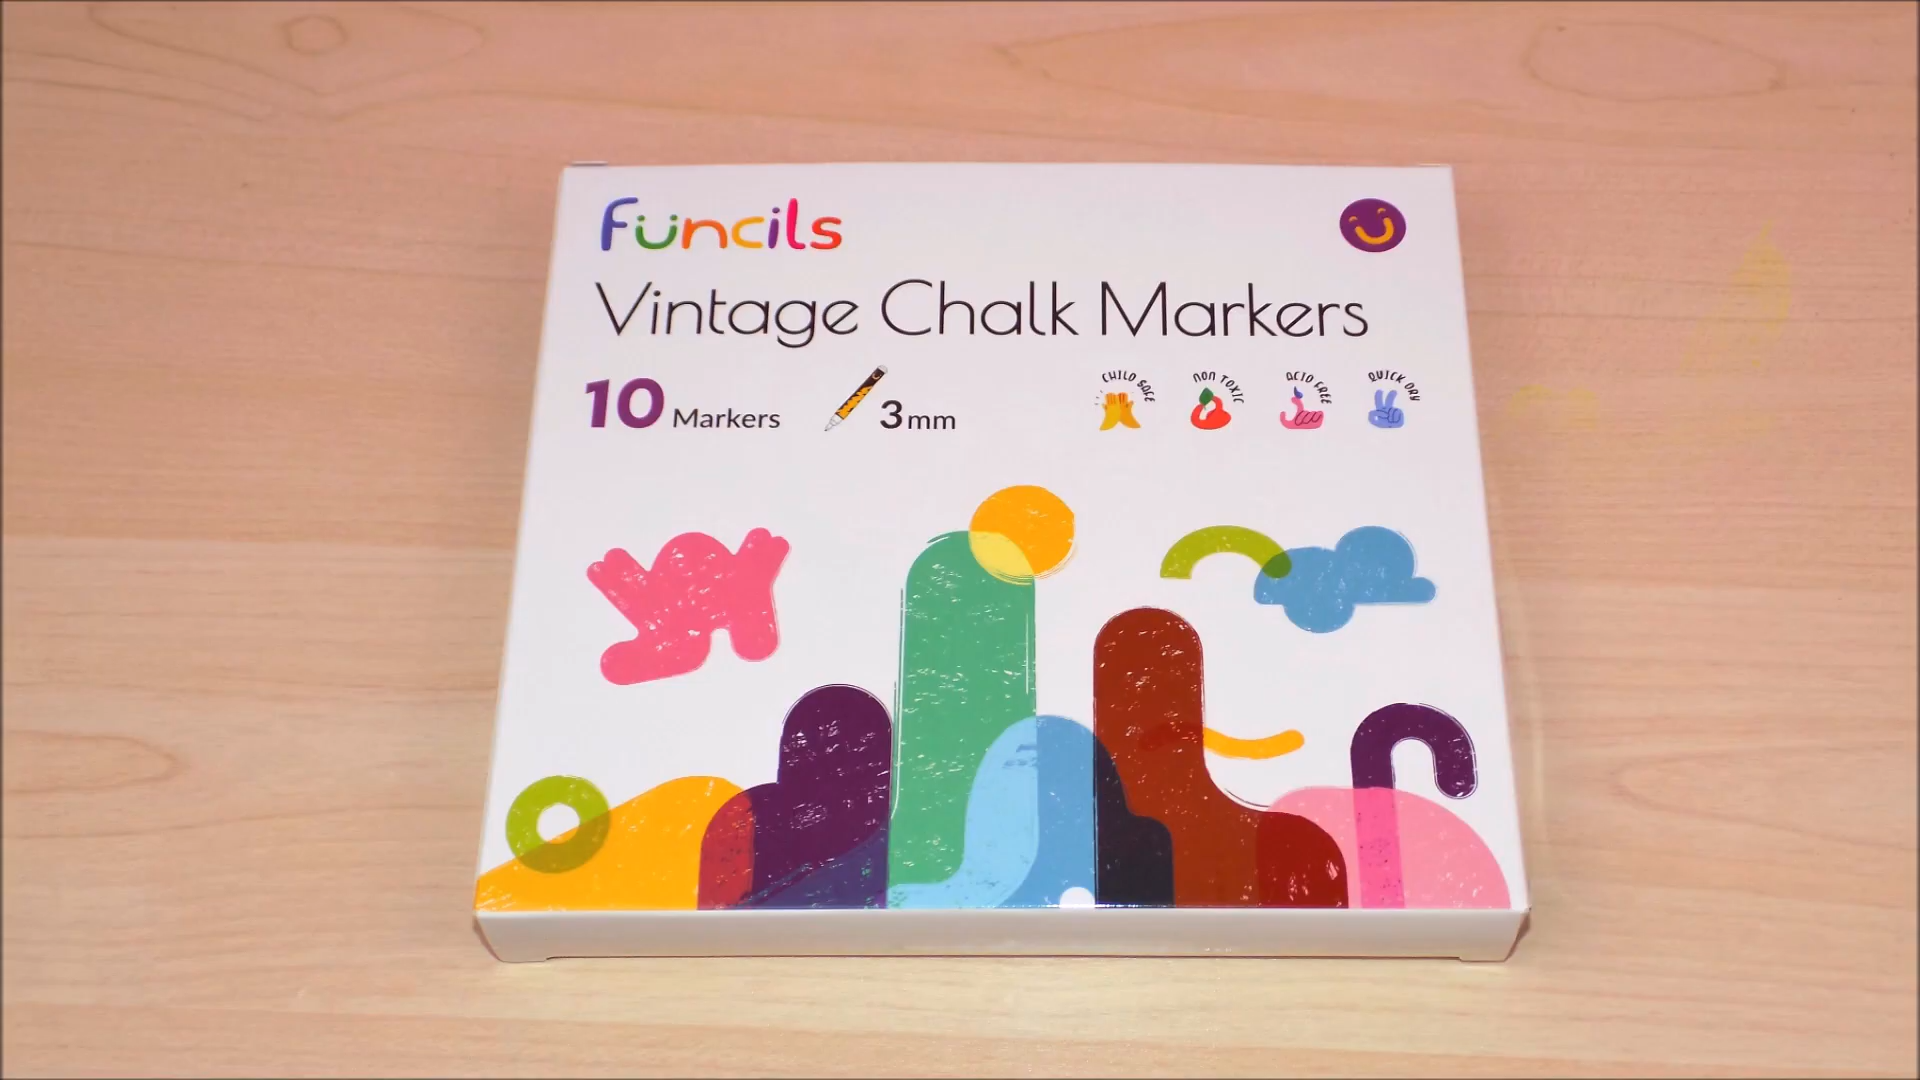 Funcils
Vintage Chalk Markers
10 Markers 3mm
CHILD SAFE NON TOXIC ACID FREE QUICK DRY